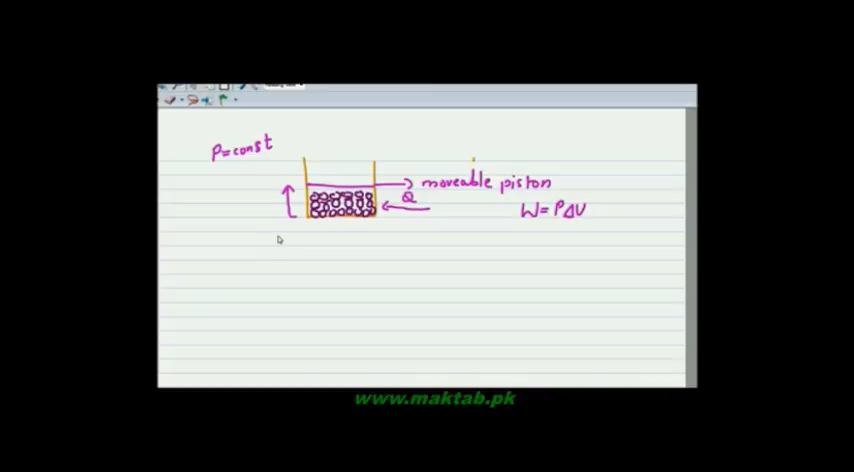 P=const
moveable piston
Q
W=PΔV
www.maktab.pk